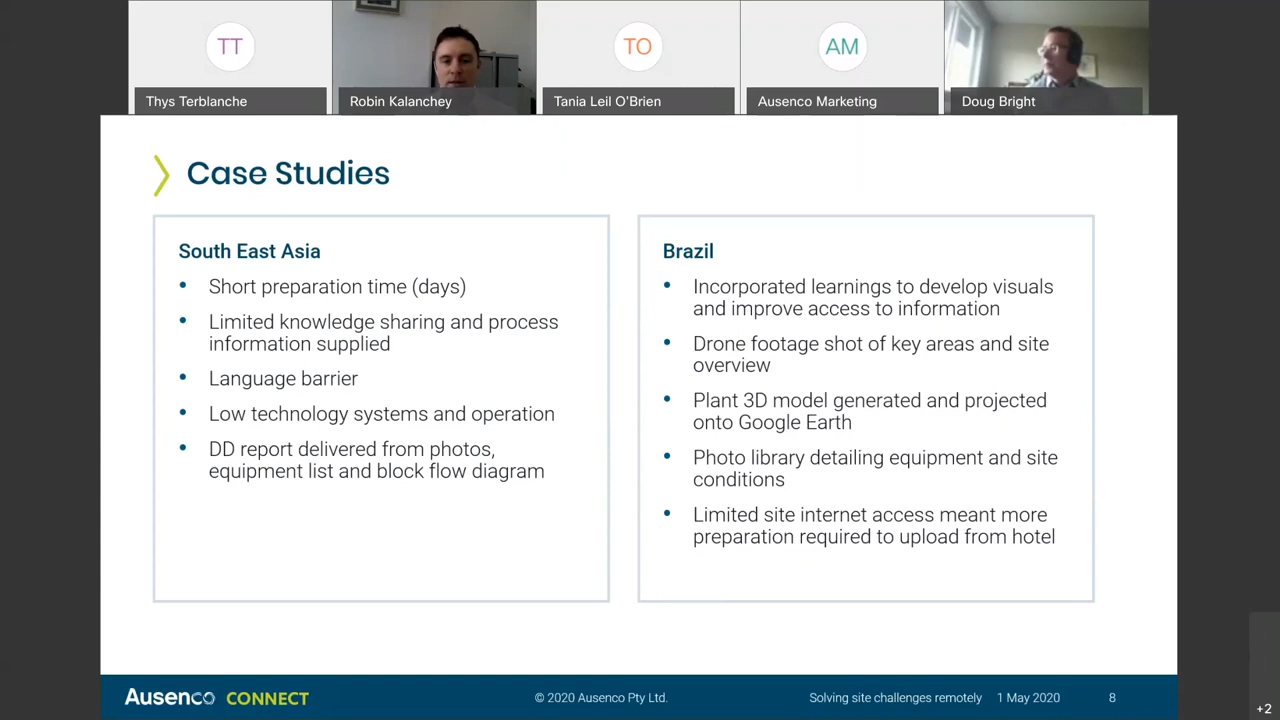 TT
TO
AM
Thys Terblanche
Robin Kalanchey
Tania Leil O'Brien
Ausenco Marketing
Doug Bright
Case Studies
South East Asia
• Short preparation time (days)
• Limited knowledge sharing and process
information supplied
• Language barrier
• Low technology systems and operation
• DD report delivered from photos,
equipment list and block flow diagram
Brazil
• Incorporated learnings to develop visuals
and improve access to information
• Drone footage shot of key areas and site
overview
• Plant 3D model generated and projected
onto Google Earth
• Photo library detailing equipment and site
conditions
• Limited site internet access meant more
preparation required to upload from hotel
Ausenco CONNECT
© 2020 Ausenco Pty Ltd.
Solving site challenges remotely
1 May 2020
8
+2